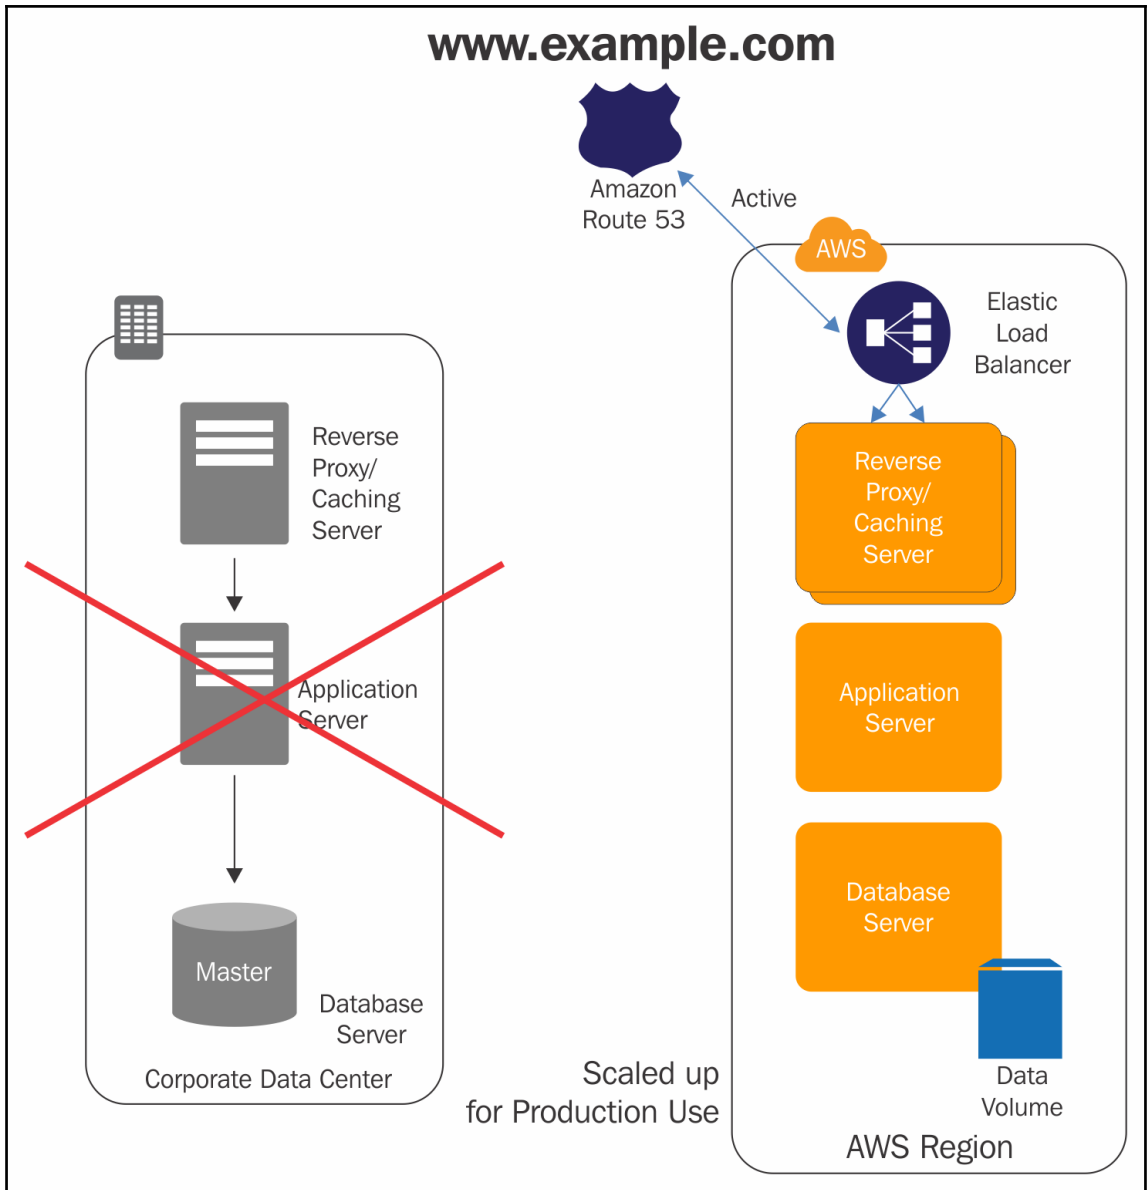 www.example.com
Amazon
Route 53
Active
AWS
Elastic
Load
Balancer
Reverse
Proxy/
Caching
Server
Application
Server
Master
Database
Server
Corporate Data Center
Reverse
Proxy/
Caching
Server
Application
Server
Database
Server
Data
Volume
Scaled up
for Production Use
AWS Region